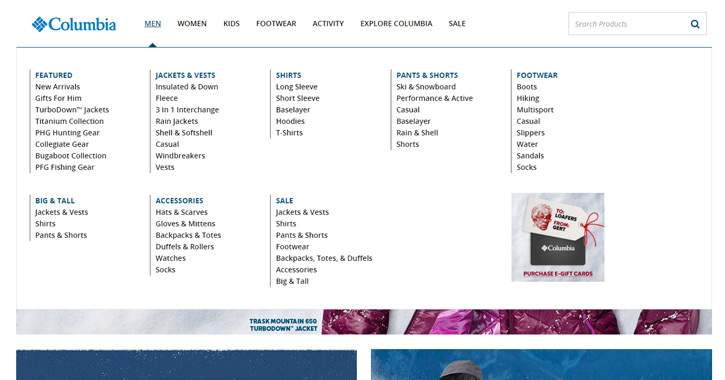 Columbia
MEN WOMEN KIDS FOOTWEAR ACTIVITY EXPLORE COLUMBIA SALE
Search Products
FEATURED
New Arrivals
Gifts For Him
TurboDown™ Jackets
Titanium Collection
PHG Hunting Gear
Collegiate Gear
Bugaboot Collection
PFG Fishing Gear
JACKETS & VESTS
Insulated & Down
Fleece
3 In 1 Interchange
Rain Jackets
Shell & Softshell
Casual
Windbreakers
Vests
SHIRTS
Long Sleeve
Short Sleeve
Baselayer
Hoodies
T-Shirts
PANTS & SHORTS
Ski & Snowboard
Performance & Active
Casual
Baselayer
Rain & Shell
Shorts
FOOTWEAR
Boots
Hiking
Multisport
Casual
Slippers
Water
Sandals
Socks
BIG & TALL
Jackets & Vests
Shirts
Pants & Shorts
ACCESSORIES
Hats & Scarves
Gloves & Mittens
Backpacks & Totes
Duffels & Rollers
Watches
Socks
SALE
Jackets & Vests
Shirts
Pants & Shorts
Footwear
Backpacks, Totes, & Duffels
Accessories
Big & Tall
TO:
LOAFERS
FROM:
GERT
Columbia
PURCHASE E-GIFT CARDS
TRASK MOUNTAIN 650
TURBODOWN™ JACKET